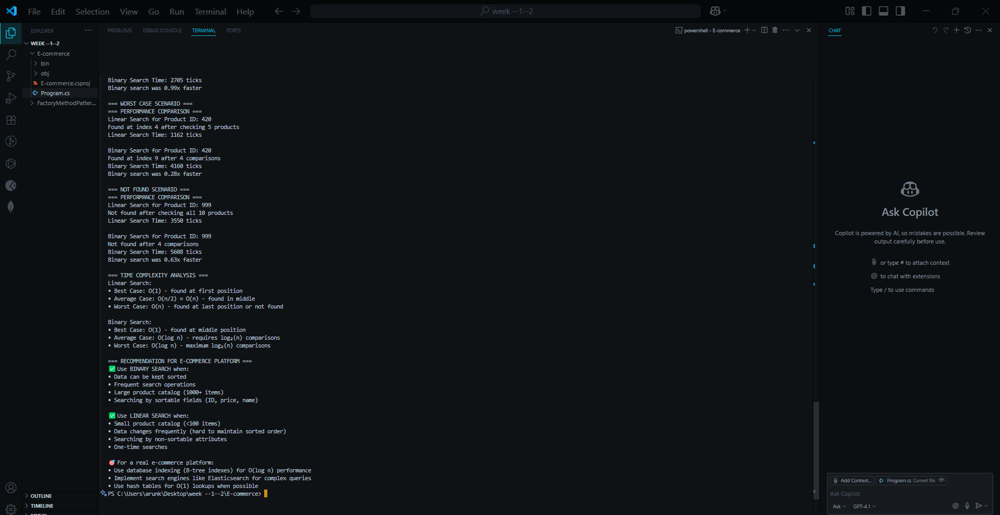 File Edit Selection View Go Run Terminal Help
week --1--2
EXPLORER
WEEK --1--2
E-commerce
bin
obj
E-commerce.csproj
Program.cs
FactoryMethodPatter...
OUTLINE
TIMELINE
PROBLEMS DEBUG CONSOLE TERMINAL PORTS
powershell - E-commerce
Binary Search Time: 2705 ticks
Binary search was 0.99x faster
=== WORST CASE SCENARIO ===
=== PERFORMANCE COMPARISON ===
Linear Search for Product ID: 420
Found at index 4 after checking 5 products
Linear Search Time: 1162 ticks
Binary Search for Product ID: 420
Found at index 9 after 4 comparisons
Binary Search Time: 4160 ticks
Binary search was 0.28x faster
=== NOT FOUND SCENARIO ===
=== PERFORMANCE COMPARISON ===
Linear Search for Product ID: 999
Not found after checking all 10 products
Linear Search Time: 3550 ticks
Binary Search for Product ID: 999
Not found after 4 comparisons
Binary Search Time: 5608 ticks
Binary search was 0.63x faster
=== TIME COMPLEXITY ANALYSIS ===
Linear Search:
• Best Case: O(1) - found at first position
• Average Case: O(n/2) ≈ O(n) - found in middle
• Worst Case: O(n) - found at last position or not found
Binary Search:
• Best Case: O(1) - found at middle position
• Average Case: O(log n) - requires log₂(n) comparisons
• Worst Case: O(log n) - maximum log₂(n) comparisons
=== RECOMMENDATION FOR E-COMMERCE PLATFORM ===
✅ Use BINARY SEARCH when:
• Data can be kept sorted
• Frequent search operations
• Large product catalog (1000+ items)
• Searching by sortable fields (ID, price, name)
✅ Use LINEAR SEARCH when:
• Small product catalog (<100 items)
• Data changes frequently (hard to maintain sorted order)
• Searching by non-sortable attributes
• One-time searches
🎯 For a real e-commerce platform:
• Use database indexing (B-tree indexes) for O(log n) performance
• Implement search engines like Elasticsearch for complex queries
• Use hash tables for O(1) lookups when possible
PS C:\Users\arunk\Desktop\week --1--2\E-commerce>
CHAT
Ask Copilot
Copilot is powered by AI, so mistakes are possible. Review
output carefully before use.
or type # to attach context
@ to chat with extensions
Type / to use commands
Add Context... Program.cs Current file
Ask Copilot
Ask GPT-4.1